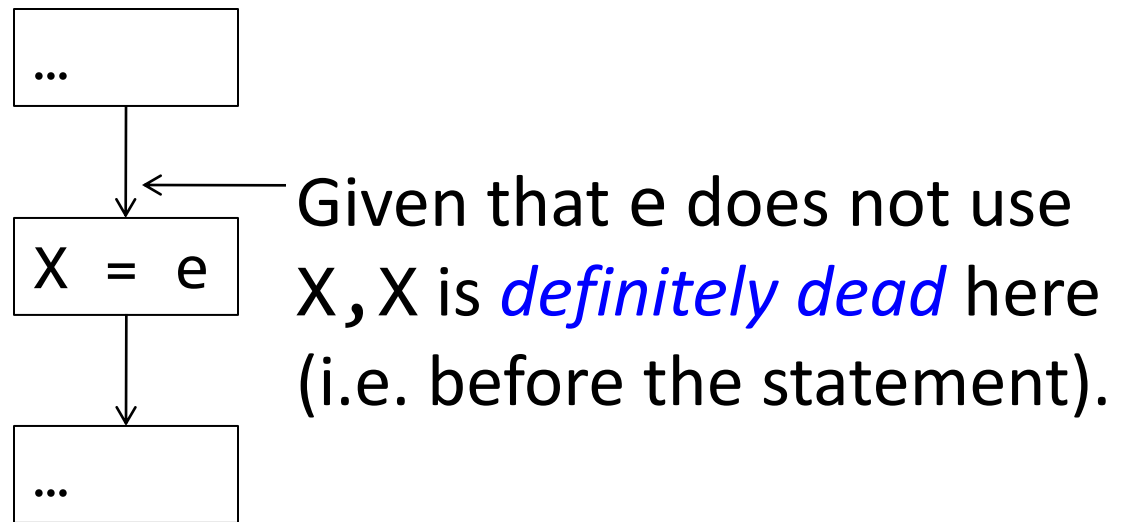 …
Given that e does not use
X = e
X,X is definitely dead here
(i.e. before the statement).
…